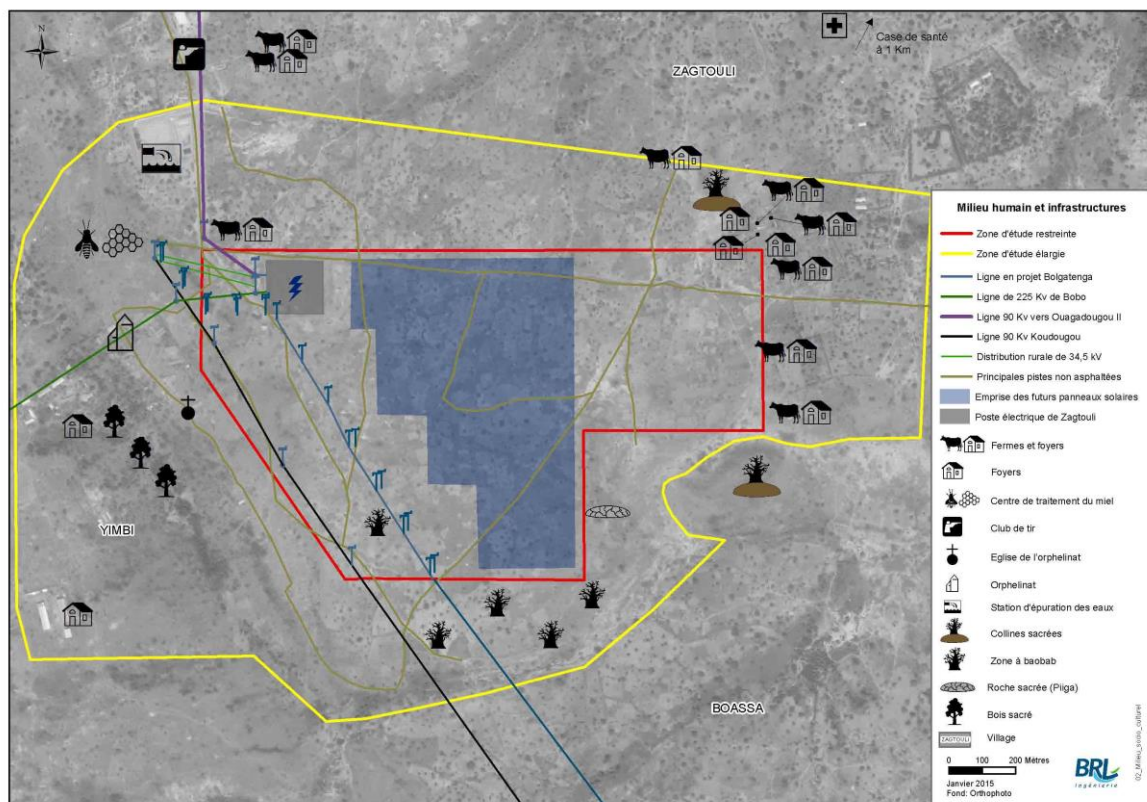 Case de santé
à 1 Km
ZAGTOULI
YIMBI
BOASSA
Milieu humain et infrastructures
Zone d'étude restreinte
Zone d'étude élargie
Ligne en projet Bolgatenga
Ligne de 225 Kv de Bobo
Ligne 90 Kv vers Ouagadougou II
Ligne 90 Kv Koudougou
Distribution rurale de 34,5 kV
Principales pistes non asphaltées
Emprise des futurs panneaux solaires
Poste électrique de Zagtouli
Fermes et foyers
Foyers
Centre de traitement du miel
Club de tir
Eglise de l'orphelinat
Orphelinat
Station d'épuration des eaux
Collines sacrées
Zone à baobab
Roche sacrée (Piiga)
Bois sacré
ZAGTOULI Village
0 100 200 Mètres
Janvier 2015
Fond: Orthophoto
BRL
Ingénierie
02_Milieu_socio_culturel